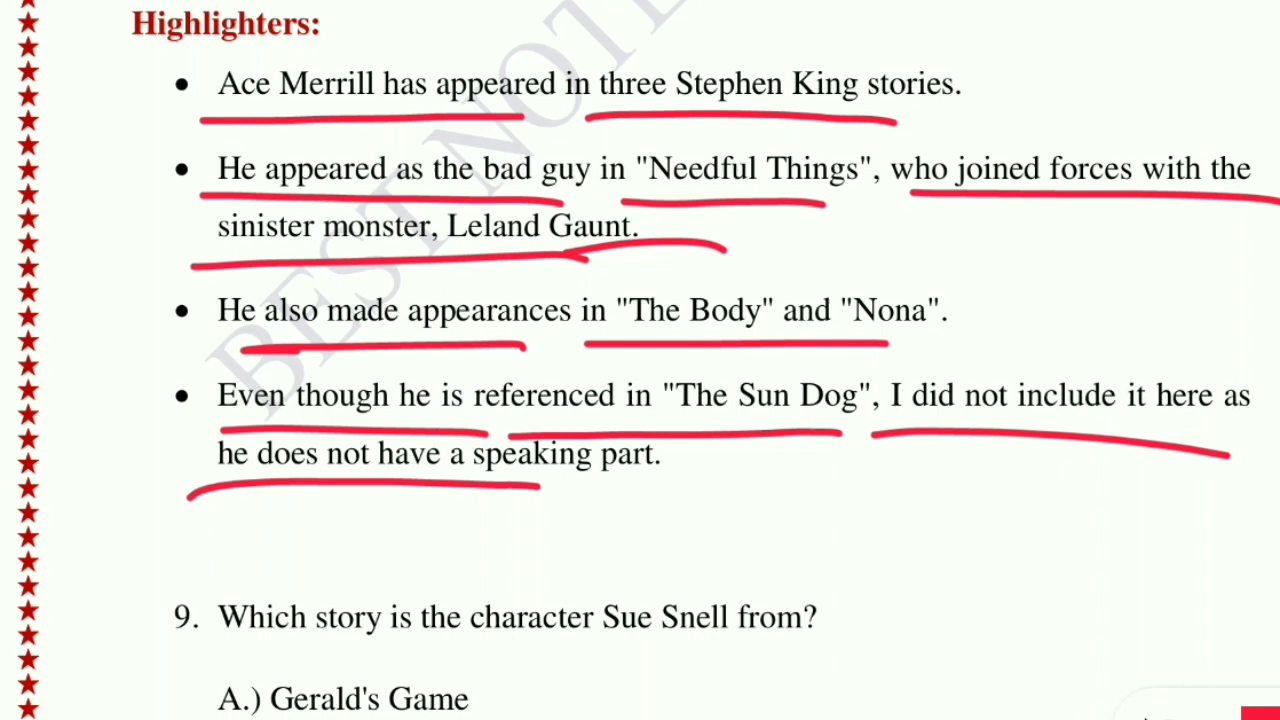 Highlighters:
• Ace Merrill has appeared in three Stephen King stories.
• He appeared as the bad guy in "Needful Things", who joined forces with the
sinister monster, Leland Gaunt.
• He also made appearances in "The Body" and "Nona".
• Even though he is referenced in "The Sun Dog", I did not include it here as
he does not have a speaking part.
9. Which story is the character Sue Snell from?
A.) Gerald's Game